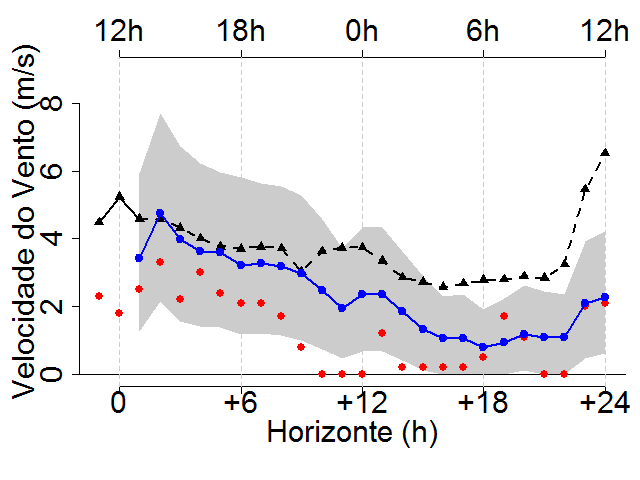 12h 18h 0h 6h 12h
Velocidade do Vento (m/s)
8
6
4
2
0
0 +6 +12 +18 +24
Horizonte (h)